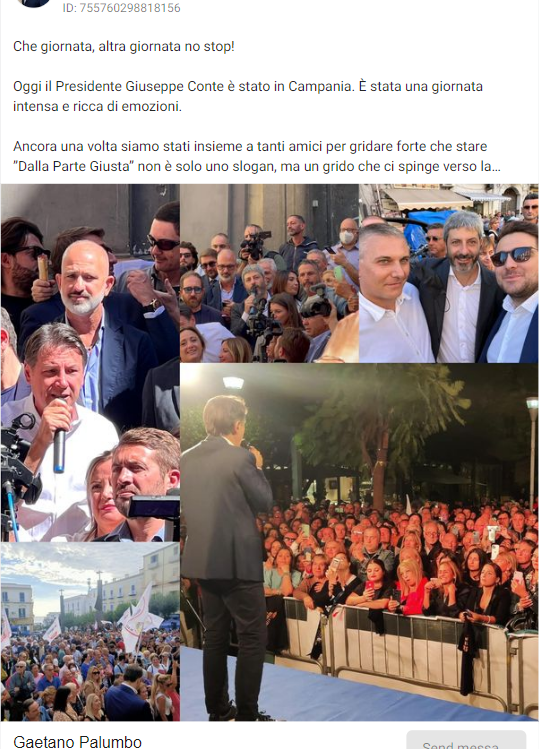 ID: 755760298818156
Che giornata, altra giornata no stop!
Oggi il Presidente Giuseppe Conte è stato in Campania. È stata una giornata
intensa e ricca di emozioni.
Ancora una volta siamo stati insieme a tanti amici per gridare forte che stare
"Dalla Parte Giusta" non è solo uno slogan, ma un grido che ci spinge verso la...
Gaetano Palumbo
Send messa...